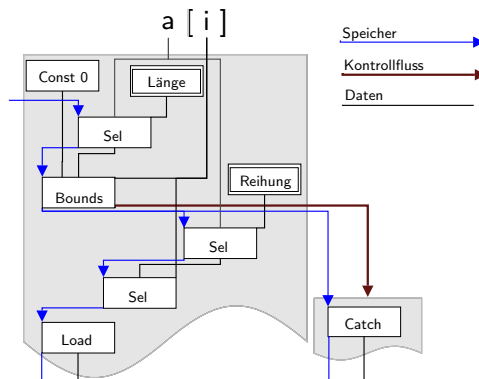 a [ i ]
Speicher
Kontrollfluss
Daten
Const 0
Länge
Sel
Reihung
Bounds
Sel
Sel
Load
Catch